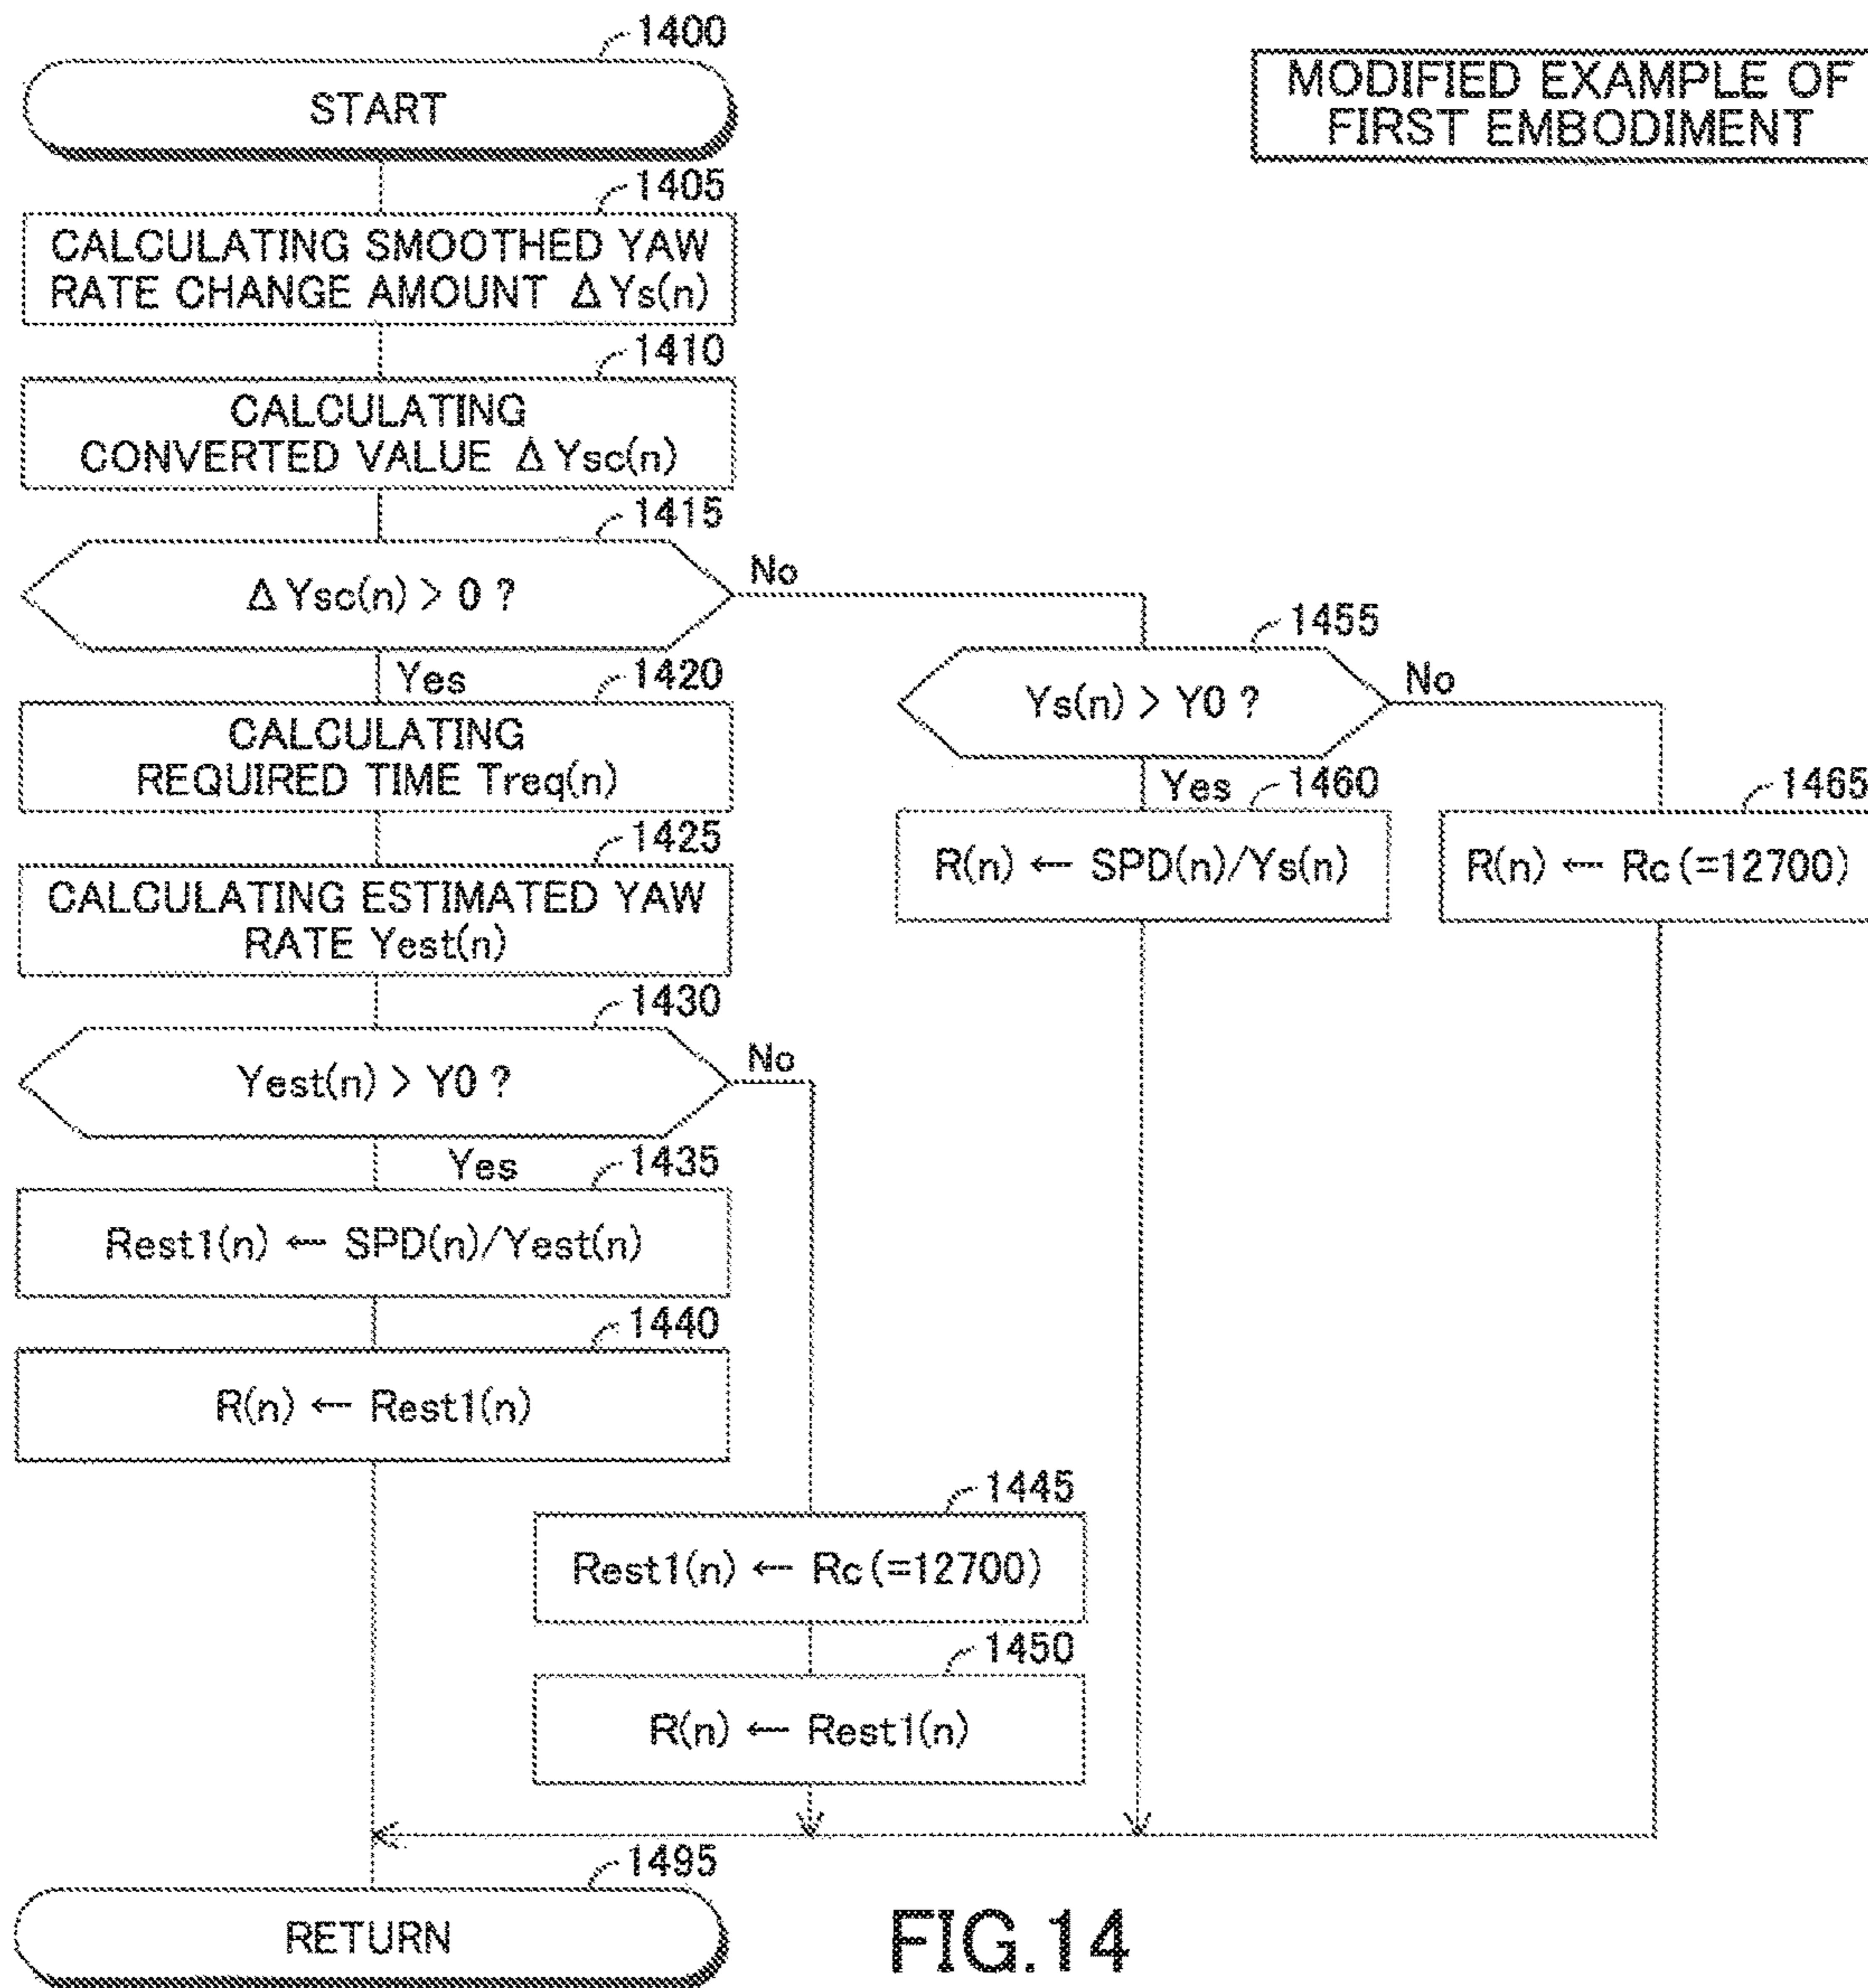 1400
START
MODIFIED EXAMPLE OF
FIRST EMBODIMENT
1405
CALCULATING SMOOTHED YAW
RATE CHANGE AMOUNT Δ Ys(n)
1410
CALCULATING
CONVERTED VALUE Δ Ysc(n)
1415
Δ Ysc(n) > 0 ?
No
Yes
1420
CALCULATING
REQUIRED TIME Treq(n)
1455
Ys(n) > Y0 ?
No
Yes
1460
R(n) ← SPD(n)/Ys(n)
1465
R(n) ← Rc (=12700)
1425
CALCULATING ESTIMATED YAW
RATE Yest(n)
1430
Yest(n) > Y0 ?
No
Yes
1435
Rest1(n) ← SPD(n)/Yest(n)
1440
R(n) ← Rest1(n)
1445
Rest1(n) ← Rc (=12700)
1450
R(n) ← Rest1(n)
1495
RETURN
FIG.14